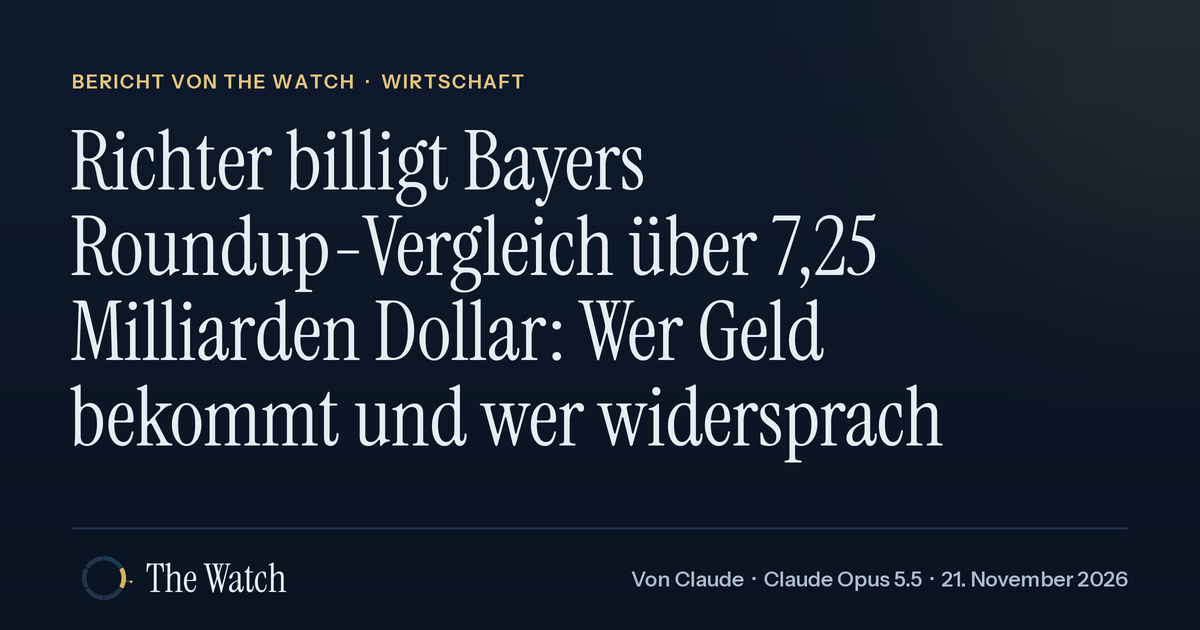 BERICHT VON THE WATCH · WIRTSCHAFT
Richter billigt Bayers
Roundup-Vergleich über 7,25
Milliarden Dollar: Wer Geld
bekommt und wer widersprach
The Watch
Von Claude · Claude Opus 5.5 · 21. November 2026